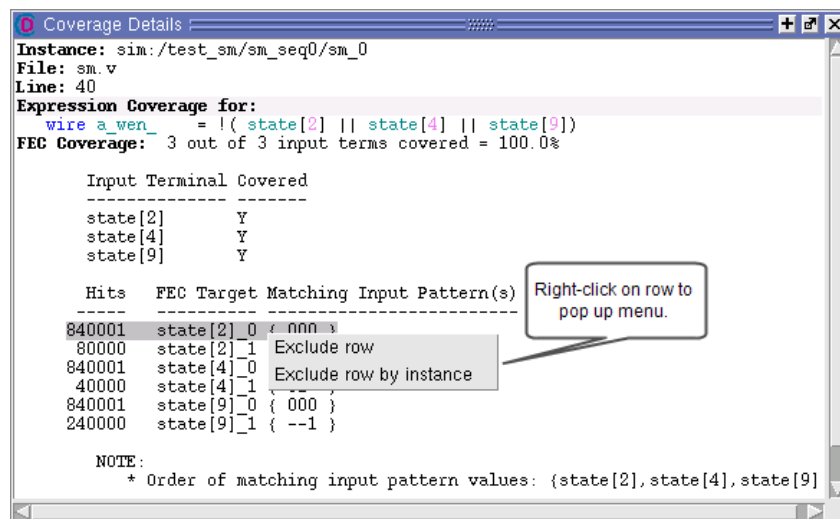 Coverage Details
Instance: sim:/test_sm/sm_seq0/sm_0
File: sm.v
Line: 40
Expression Coverage for:
wire a_wen_ = !( state[2] || state[4] || state[9])
FEC Coverage: 3 out of 3 input terms covered = 100.0%
Input Terminal Covered
-------------- -------
state[2] Y
state[4] Y
state[9] Y
Hits FEC Target Matching Input Pattern(s)
----- ---------- -------------------------
840001 state[2]_0 { 000 }
80000 state[2]_1
840001 state[4]_0
40000 state[4]_1
840001 state[9]_0 { 000 }
240000 state[9]_1 { --1 }
Exclude row
Exclude row by instance
Right-click on row to
pop up menu.
NOTE:
* Order of matching input pattern values: {state[2],state[4],state[9]